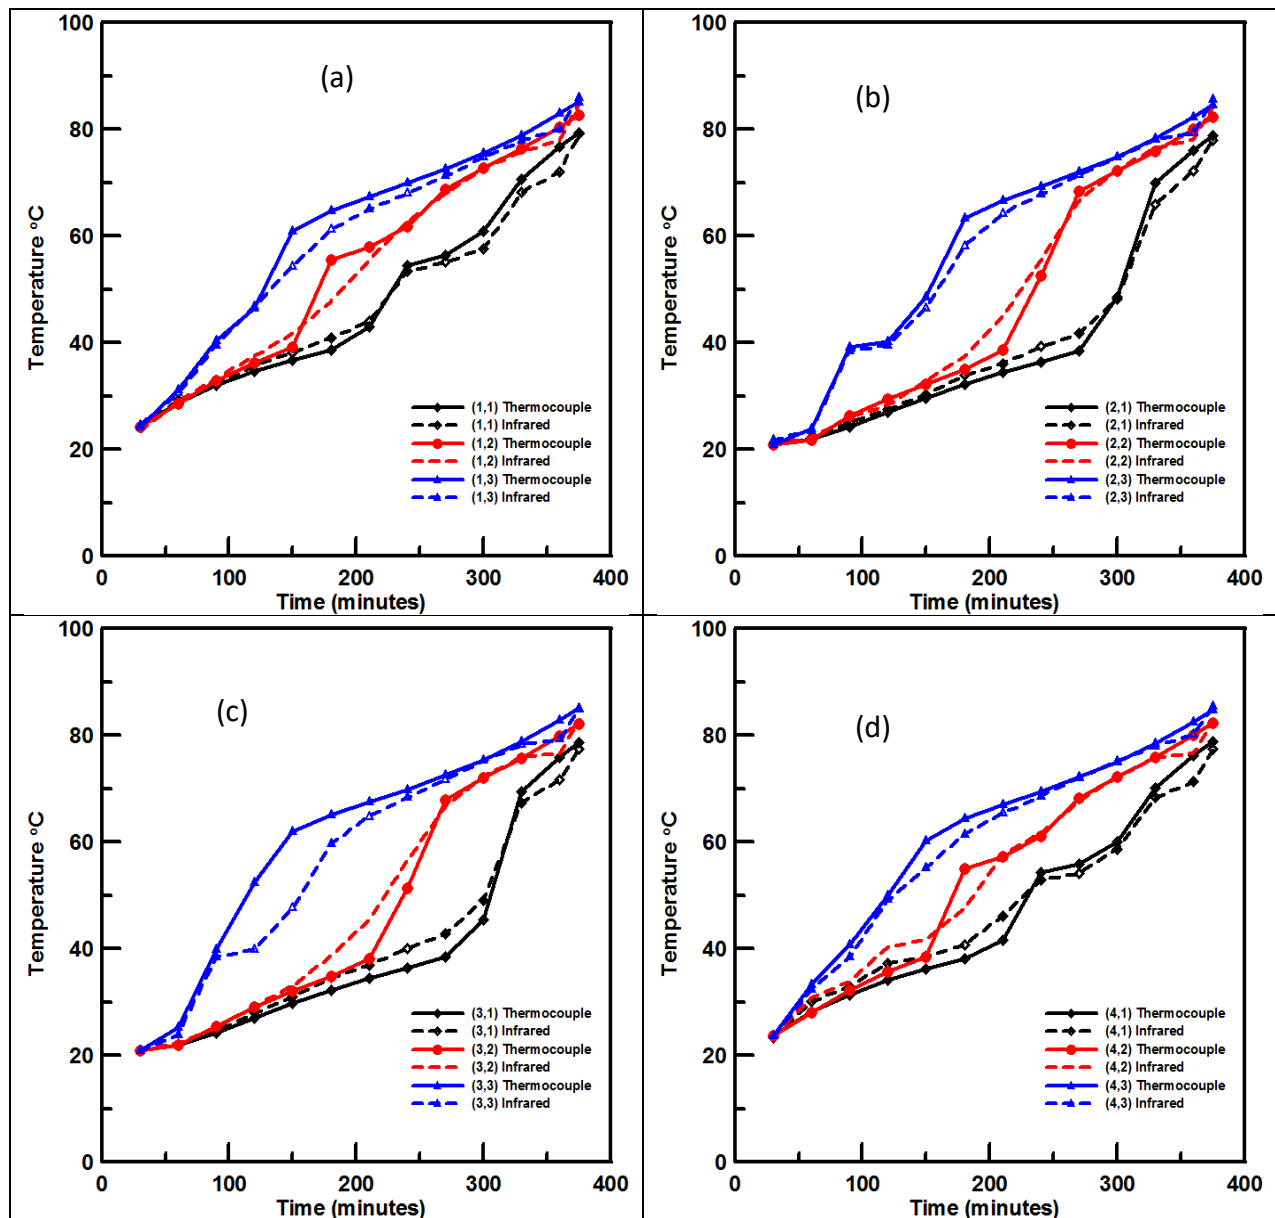 (a)
Temperature °C
100
80
60
40
20
0
(1,1) Thermocouple
(1,1) Infrared
(1,2) Thermocouple
(1,2) Infrared
(1,3) Thermocouple
(1,3) Infrared
0 100 200 300 400
Time (minutes)
(b)
Temperature °C
100
80
60
40
20
0
(2,1) Thermocouple
(2,1) Infrared
(2,2) Thermocouple
(2,2) Infrared
(2,3) Thermocouple
(2,3) Infrared
0 100 200 300 400
Time (minutes)
(c)
Temperature °C
100
80
60
40
20
0
(3,1) Thermocouple
(3,1) Infrared
(3,2) Thermocouple
(3,2) Infrared
(3,3) Thermocouple
(3,3) Infrared
0 100 200 300 400
Time (minutes)
(d)
Temperature °C
100
80
60
40
20
0
(4,1) Thermocouple
(4,1) Infrared
(4,2) Thermocouple
(4,2) Infrared
(4,3) Thermocouple
(4,3) Infrared
0 100 200 300 400
Time (minutes)